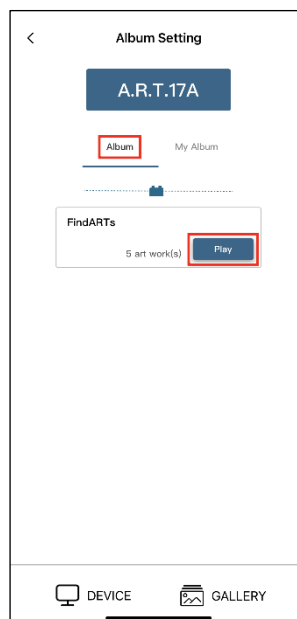 Album Setting
A.R.T.17A
Album My Album
FindARTs
5 art work(s) Play
DEVICE GALLERY